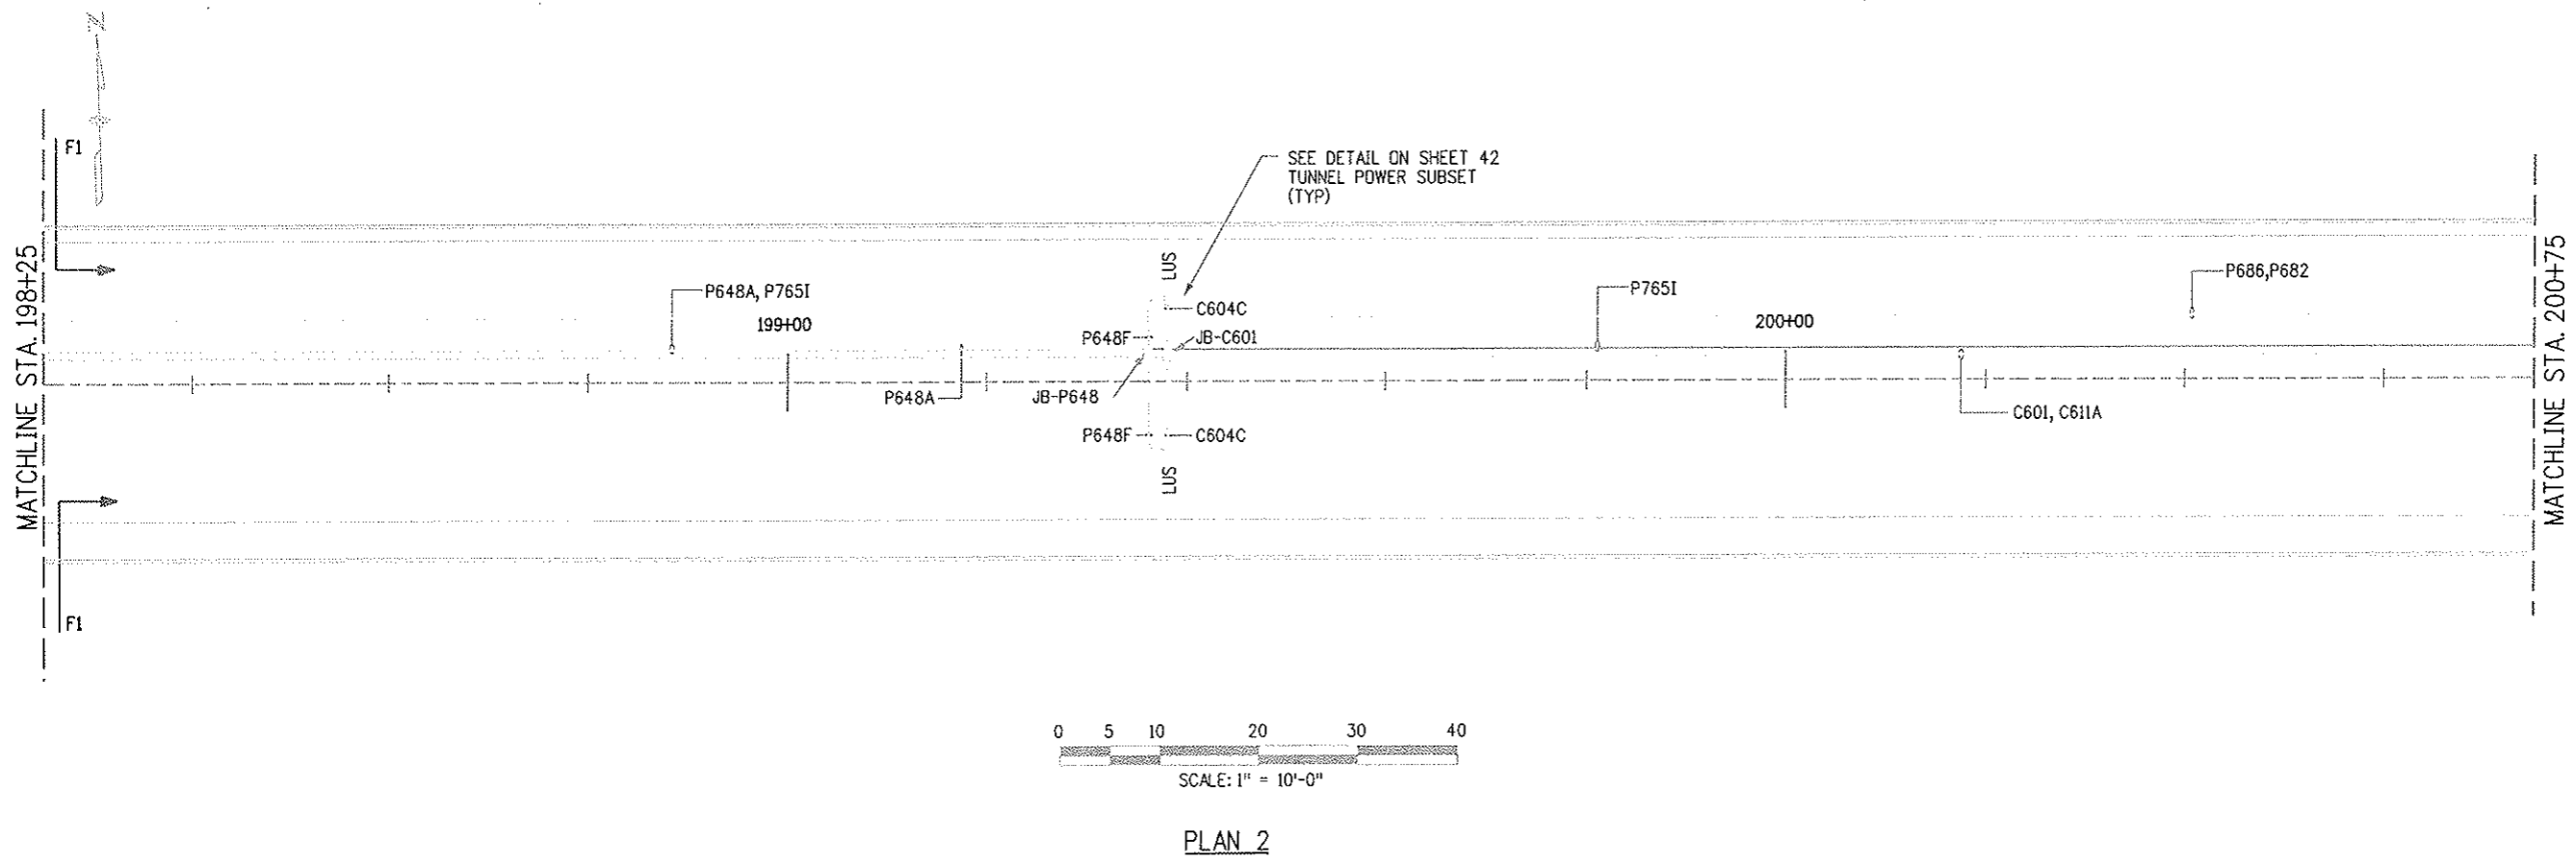 N
F1
SEE DETAIL ON SHEET 42
TUNNEL POWER SUBSET
(TYP)
MATCHLINE STA. 198+25
MATCHLINE STA. 200+75
LUS
P648A, P765I
C604C
P765I
P686,P682
199+00
200+00
P648F
JB-C601
P648A
JB-P648
C601, C611A
P648F
C604C
LUS
F1
0 5 10 20 30 40
SCALE: 1" = 10'-0"
PLAN 2